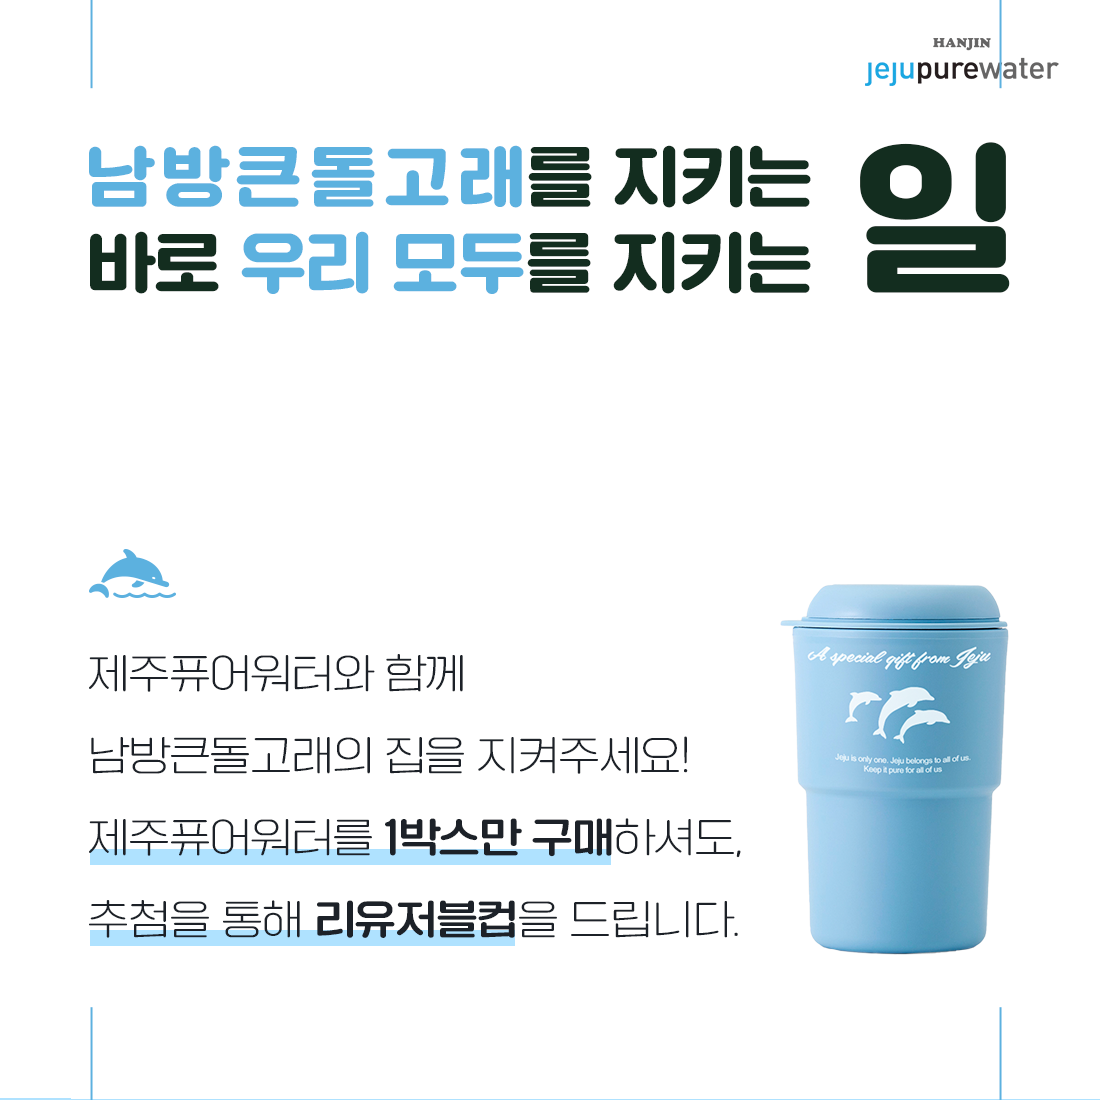 HANJIN
jejupurewater
남방큰돌고래를 지키는 일
바로 우리 모두를 지키는
제주퓨어워터와 함께
남방큰돌고래의 집을 지켜주세요!
제주퓨어워터를 1박스만 구매하셔도,
추첨을 통해 리유저블컵을 드립니다.
A special gift from Jeju
Jeju is only one. Jeju belongs to all of us.
Keep it pure for all of us